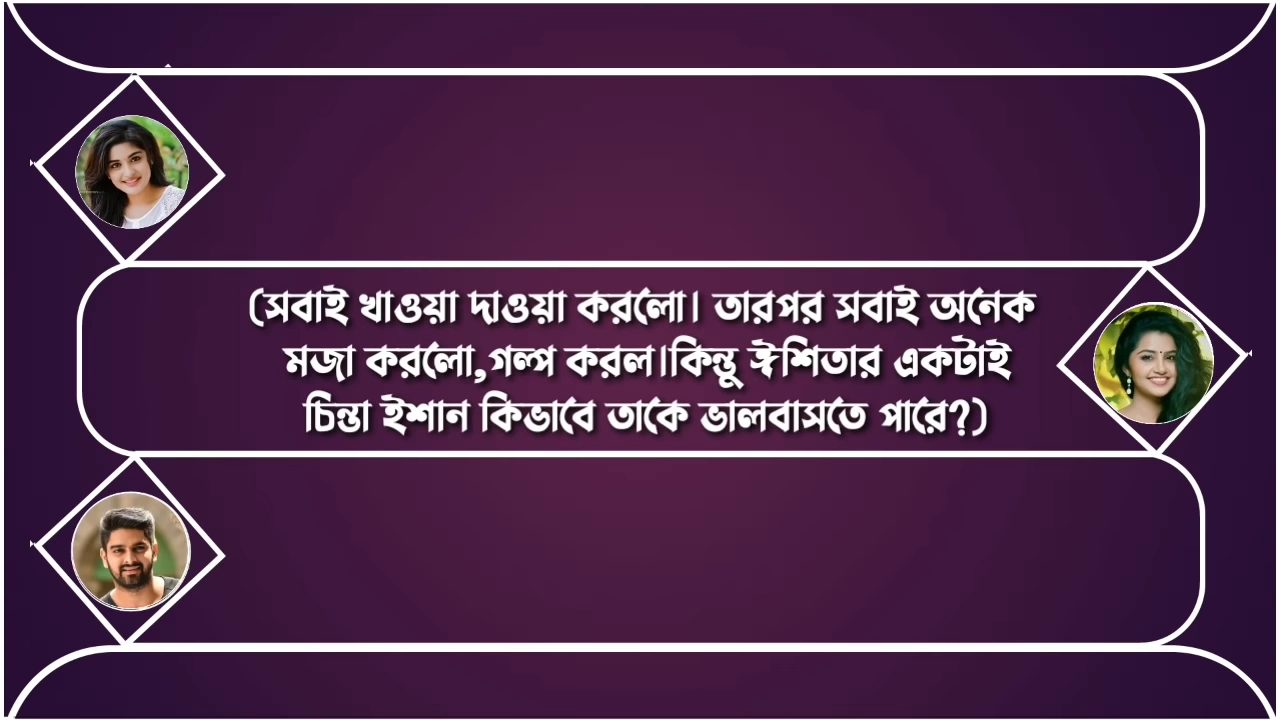 (সবাই খাওয়া দাওয়া করলো। তারপর সবাই অনেক
মজা করলো,গল্প করল।কিন্তু ঈশিতার একটাই
চিন্তা ইশান কিভাবে তাকে ভালবাসতে পারে?)